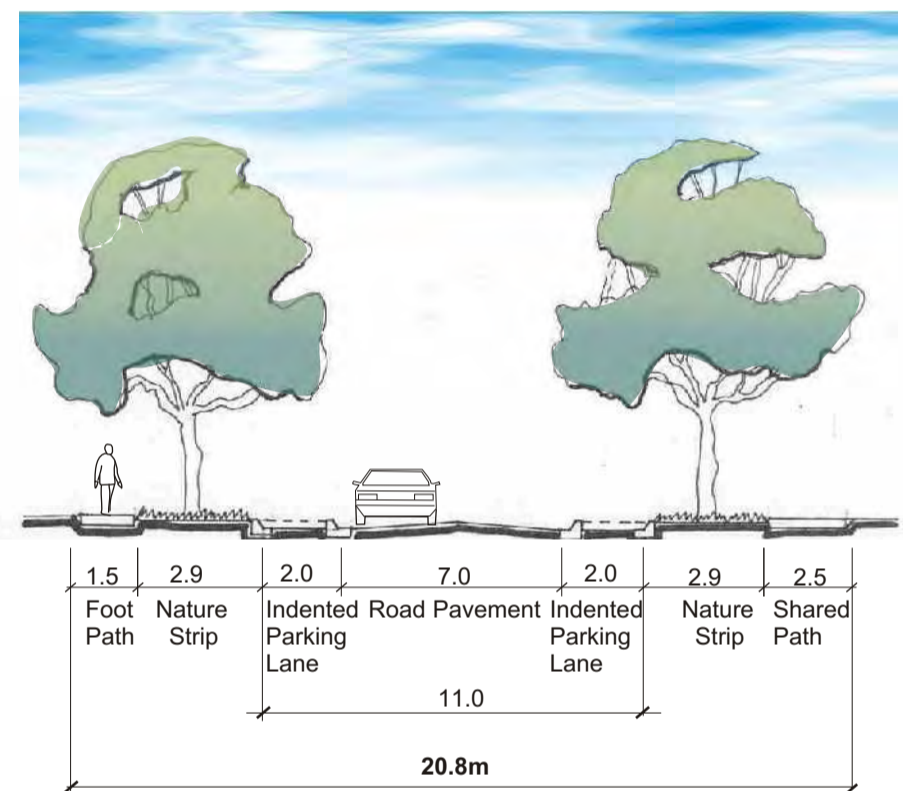 1.5 2.9 2.0 7.0 2.0 2.9 2.5
Foot Path
Nature Strip
Indented Parking Lane
Road Pavement
Indented Parking Lane
Nature Strip
Shared Path
11.0
20.8m